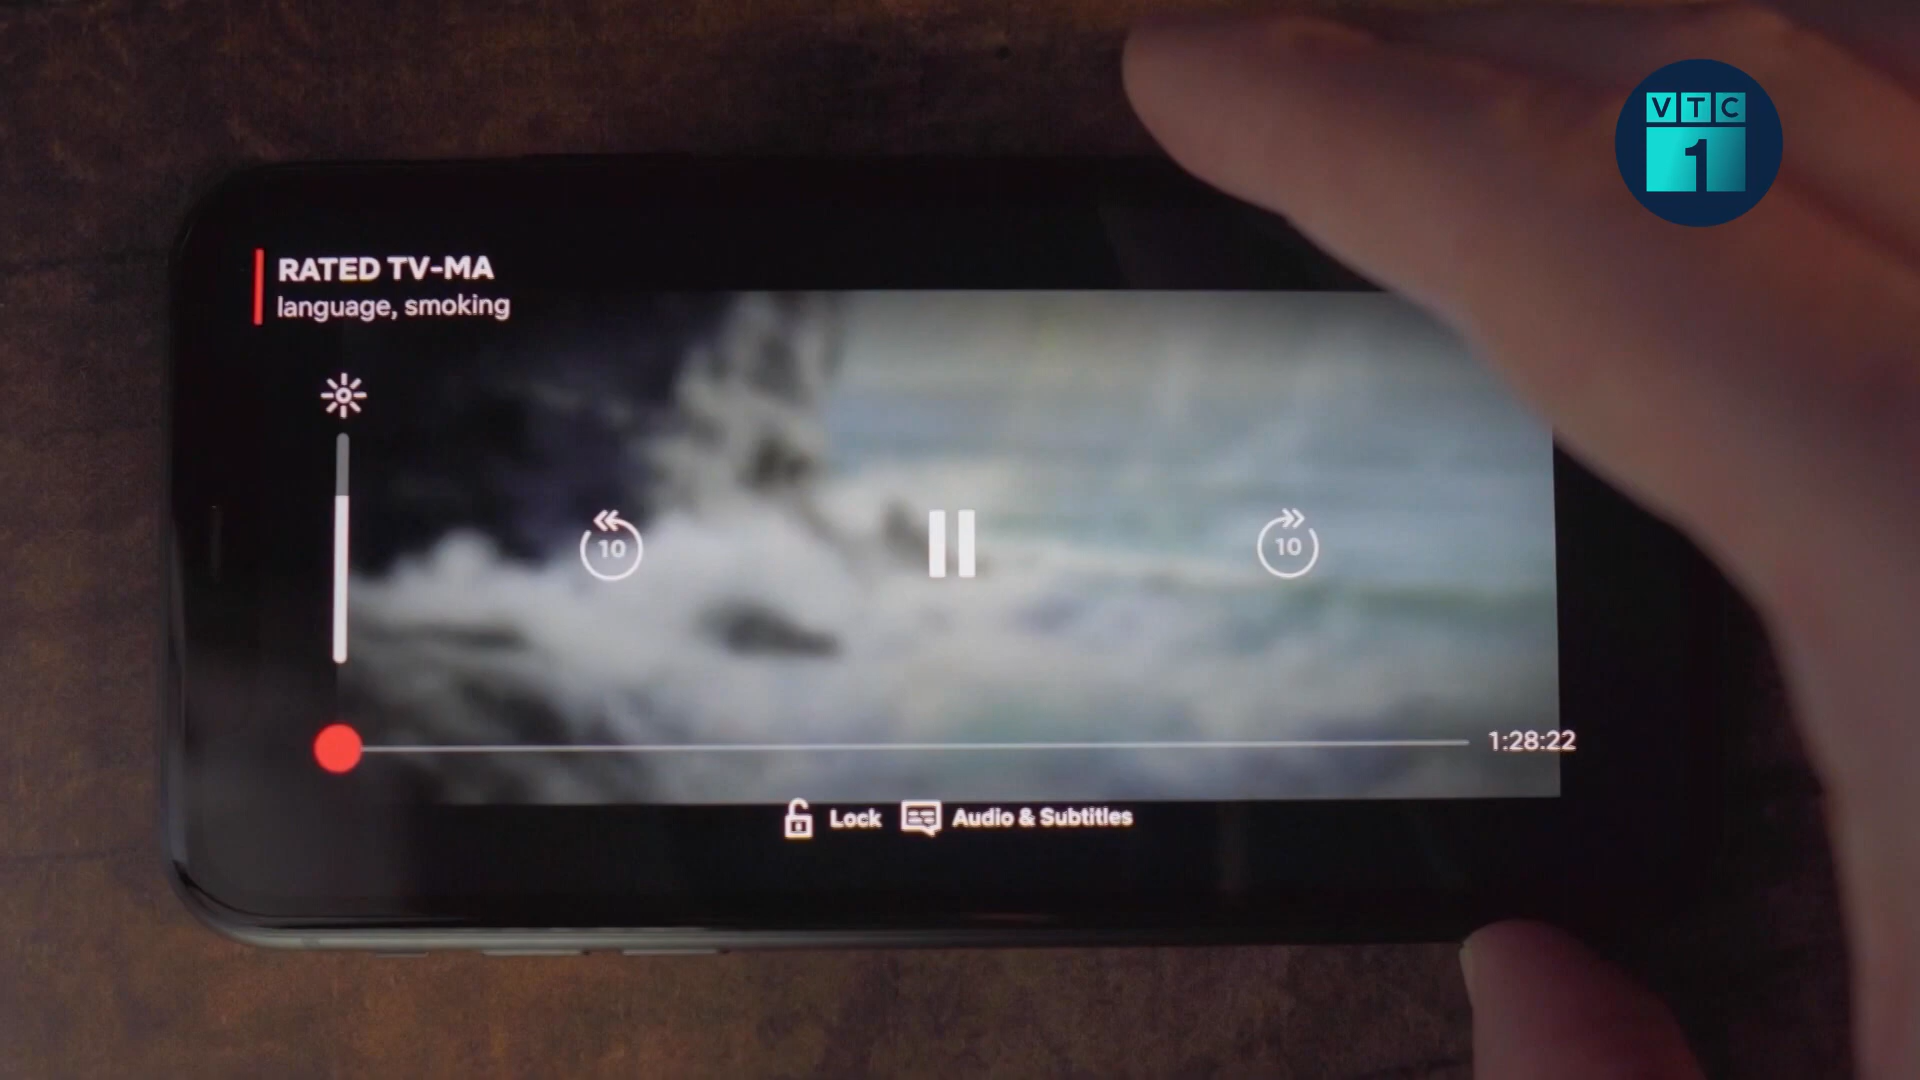 VTC
1
RATED TV-MA
language, smoking
10
10
1:28:22
Lock
Audio & Subtitles